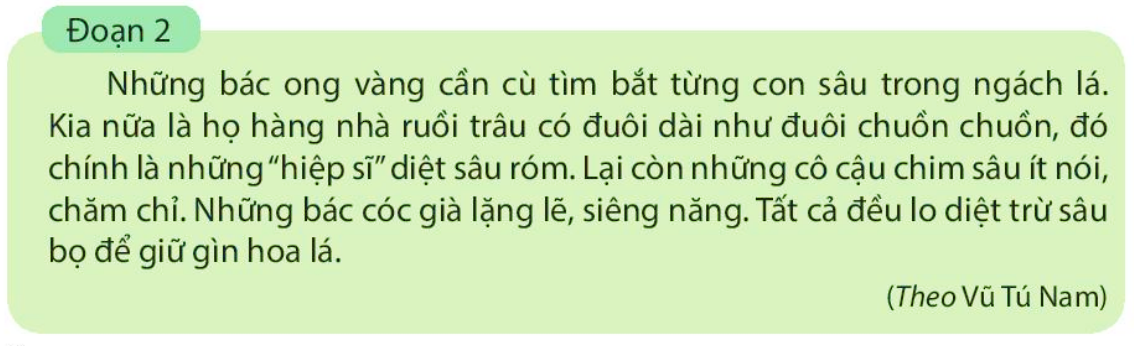 Đoạn 2
Những bác ong vàng cần cù tìm bắt từng con sâu trong ngách lá.
Kia nữa là họ hàng nhà ruồi trâu có đuôi dài như đuôi chuồn chuồn, đó
chính là những “hiệp sĩ” diệt sâu róm. Lại còn những cô cậu chim sâu ít nói,
chăm chỉ. Những bác cóc già lặng lẽ, siêng năng. Tất cả đều lo diệt trừ sâu
bọ để giữ gìn hoa lá.
(Theo Vũ Tú Nam)